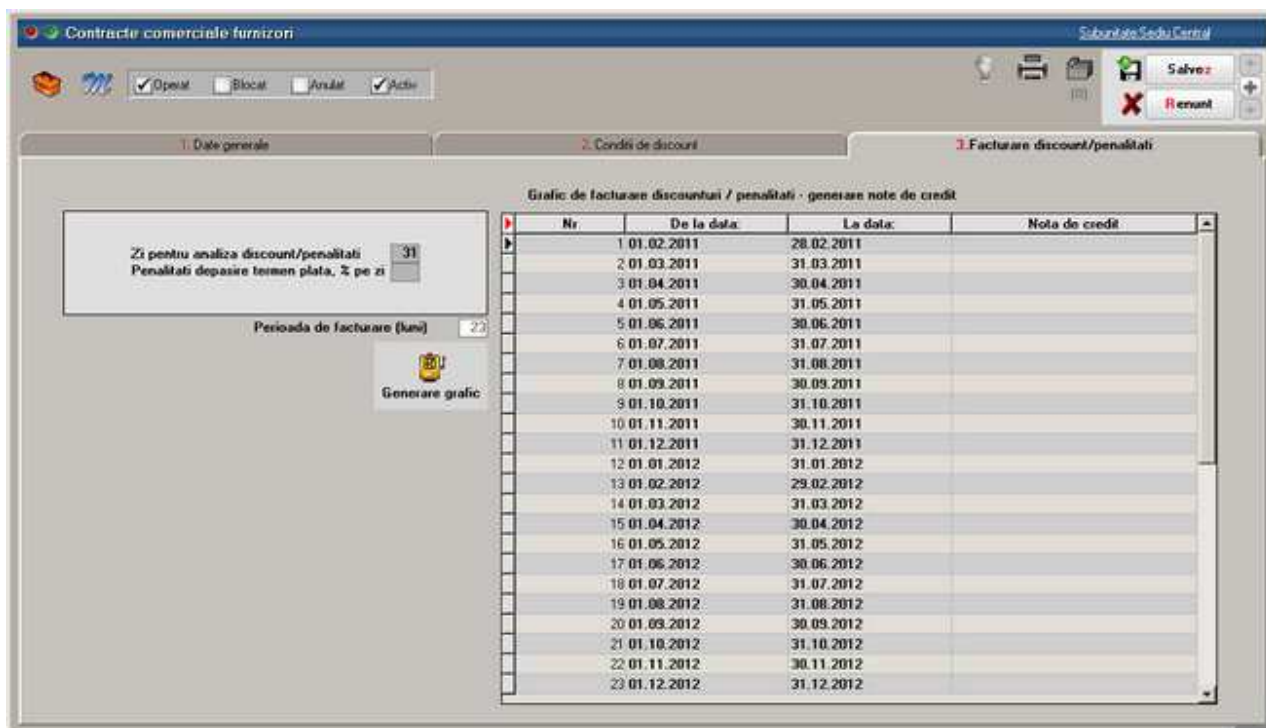 Contracte comerciale furnizori
Subunitate Sediu Central
Operat Blocat Anulat Activ
(0)
Salvez
Renunt
1. Date generale
2. Conditii de discount
3.Facturare discount/penalitati
Grafic de facturare discounturi / penalitati - generare note de credit
Zi pentru analiza discount/penalitati 31
Penalitati depasire termen plata, % pe zi
Perioada de facturare (luni) 23
Generare grafic
Nr De la data: La data: Nota de credit
1 01.02.2011 28.02.2011
2 01.03.2011 31.03.2011
3 01.04.2011 30.04.2011
4 01.05.2011 31.05.2011
5 01.06.2011 30.06.2011
6 01.07.2011 31.07.2011
7 01.08.2011 31.08.2011
8 01.09.2011 30.09.2011
9 01.10.2011 31.10.2011
10 01.11.2011 30.11.2011
11 01.12.2011 31.12.2011
12 01.01.2012 31.01.2012
13 01.02.2012 29.02.2012
14 01.03.2012 31.03.2012
15 01.04.2012 30.04.2012
16 01.05.2012 31.05.2012
17 01.06.2012 30.06.2012
18 01.07.2012 31.07.2012
19 01.08.2012 31.08.2012
20 01.09.2012 30.09.2012
21 01.10.2012 31.10.2012
22 01.11.2012 30.11.2012
23 01.12.2012 31.12.2012